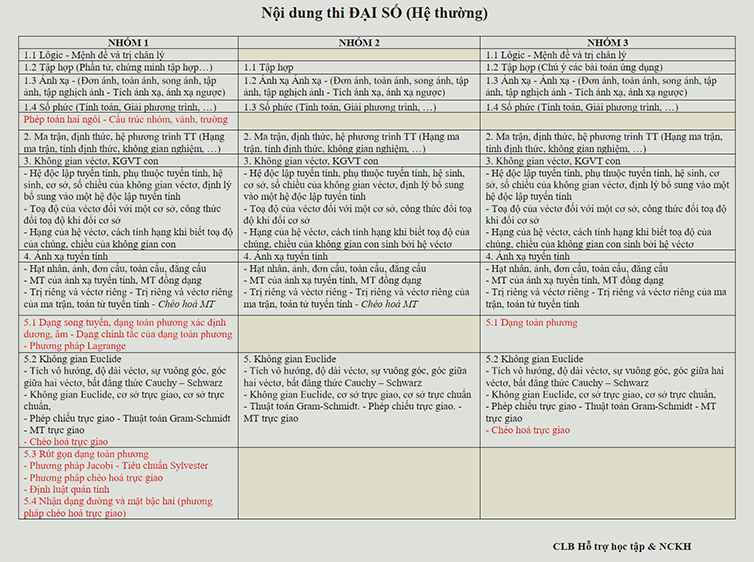 Nội dung thi ĐẠI SỐ (Hệ thường)
NHÓM 1
NHÓM 2
NHÓM 3
1.1 Lôgic - Mệnh đề và trị chân lý
1.1 Lôgic - Mệnh đề và trị chân lý
1.2 Tập hợp (Phần tử, chứng minh tập hợp…)
1.1 Tập hợp
1.2 Tập hợp (Chú ý các bài toán ứng dụng)
1.3 Ánh xạ - (Đơn ánh, toàn ánh, song ánh, tập
ảnh, tập nghịch ảnh - Tích ánh xạ, ánh xạ ngược)
1.2 Ánh xạ Ánh xạ - (Đơn ánh, toàn ánh, song ánh, tập
ảnh, tập nghịch ảnh - Tích ánh xạ, ánh xạ ngược)
1.3 Ánh xạ - Ánh xạ - (Đơn ánh, toàn ánh, song ánh, tập
ảnh, tập nghịch ảnh - Tích ánh xạ, ánh xạ ngược)
1.4 Số phức (Tính toán, Giải phương trình, …)
1.3 Số phức (Tính toán, Giải phương trình, …)
1.4 Số phức (Tính toán, Giải phương trình, …)
Phép toán hai ngôi - Cấu trúc nhóm, vành, trường
2. Ma trận, định thức, hệ phương trình TT (Hạng
ma trận, tính định thức, không gian nghiệm, …)
2. Ma trận, định thức, hệ phương trình TT (Hạng ma trận,
tính định thức, không gian nghiệm, …)
2. Ma trận, định thức, hệ phương trình TT (Hạng ma trận,
tính định thức, không gian nghiệm, …)
3. Không gian véctơ, KGVT con
- Hệ độc lập tuyến tính, phụ thuộc tuyến tính, hệ
sinh, cơ sở, số chiều của không gian véctơ, định lý
bổ sung vào một hệ độc lập tuyến tính
- Toạ độ của véctơ đối với một cơ sở, công thức
đổi toạ độ khi đổi cơ sở
- Hạng của hệ véctơ, cách tính hạng khi biết toạ độ
của chúng, chiều của không gian con
3. Không gian véctơ, KGVT con
- Hệ độc lập tuyến tính, phụ thuộc tuyến tính, hệ sinh,
cơ sở, số chiều của không gian véctơ, định lý bổ sung
vào một hệ độc lập tuyến tính
- Toạ độ của véctơ đối với một cơ sở, công thức đổi toạ
độ khi đổi cơ sở
- Hạng của hệ véctơ, cách tính hạng khi biết toạ độ của
chúng, chiều của không gian con sinh bởi hệ véctơ
3. Không gian véctơ, KGVT con
- Hệ độc lập tuyến tính, phụ thuộc tuyến tính, hệ sinh, cơ
sở, số chiều của không gian véctơ, định lý bổ sung vào một
hệ độc lập tuyến tính
- Toạ độ của véctơ đối với một cơ sở, công thức đổi toạ độ
khi đổi cơ sở
- Hạng của hệ véctơ, cách tính hạng khi biết toạ độ của
chúng, chiều của không gian con sinh bởi hệ véctơ
4. Ánh xạ tuyến tính
- Hạt nhân, ảnh, đơn cấu, toàn cấu, đẳng cấu
- MT của ánh xạ tuyến tính, MT đồng dạng
- Trị riêng và véctơ riêng - Trị riêng và véctơ riêng
của ma trận, toán tử tuyến tính - Chéo hoá MT
4. Ánh xạ tuyến tính
- Hạt nhân, ảnh, đơn cấu, toàn cấu, đẳng cấu
- MT của ánh xạ tuyến tính, MT đồng dạng
- Trị riêng và véctơ riêng - Trị riêng và véctơ riêng của
ma trận, toán tử tuyến tính - Chéo hoá MT
4. Ánh xạ tuyến tính
- Hạt nhân, ảnh, đơn cấu, toàn cấu, đẳng cấu
- MT của ánh xạ tuyến tính, MT đồng dạng
- Trị riêng và véctơ riêng - Trị riêng và véctơ riêng của ma
trận, toán tử tuyến tính
5.1 Dạng song tuyến, dạng toàn phương xác định
dương, âm - Dạng chính tắc của dạng toàn phương
- Phương pháp Lagrange
5.1 Dạng toàn phương
5.2 Không gian Euclide
- Tích vô hướng, độ dài véctơ, sự vuông góc, góc
giữa hai véctơ, bất đẳng thức Cauchy – Schwarz
- Không gian Euclide, cơ sở trực giao, cơ sở trực
chuẩn,
- Phép chiếu trực giao - Thuật toán Gram-Schmidt
- MT trực giao
- Chéo hoá trực giao
5. Không gian Euclide
- Tích vô hướng, độ dài véctơ, sự vuông góc, góc giữa
hai véctơ, bất đẳng thức Cauchy – Schwarz
- Không gian Euclide, cơ sở trực giao, cơ sở trực chuẩn
- Thuật toán Gram-Schmidt. - Phép chiếu trực giao. -
MT trực giao
5.2 Không gian Euclide
- Tích vô hướng, độ dài véctơ, sự vuông góc, góc giữa hai
véctơ, bất đẳng thức Cauchy – Schwarz
- Không gian Euclide, cơ sở trực giao, cơ sở trực chuẩn,
- Phép chiếu trực giao - Thuật toán Gram-Schmidt - MT
trực giao
- Chéo hoá trực giao
5.3 Rút gọn dạng toàn phương
- Phương pháp Jacobi - Tiêu chuẩn Sylvester
- Phương pháp chéo hoá trực giao
- Định luật quán tính
5.4 Nhận dạng đường và mặt bậc hai (phương
pháp chéo hoá trực giao)
CLB Hỗ trợ học tập & NCKH